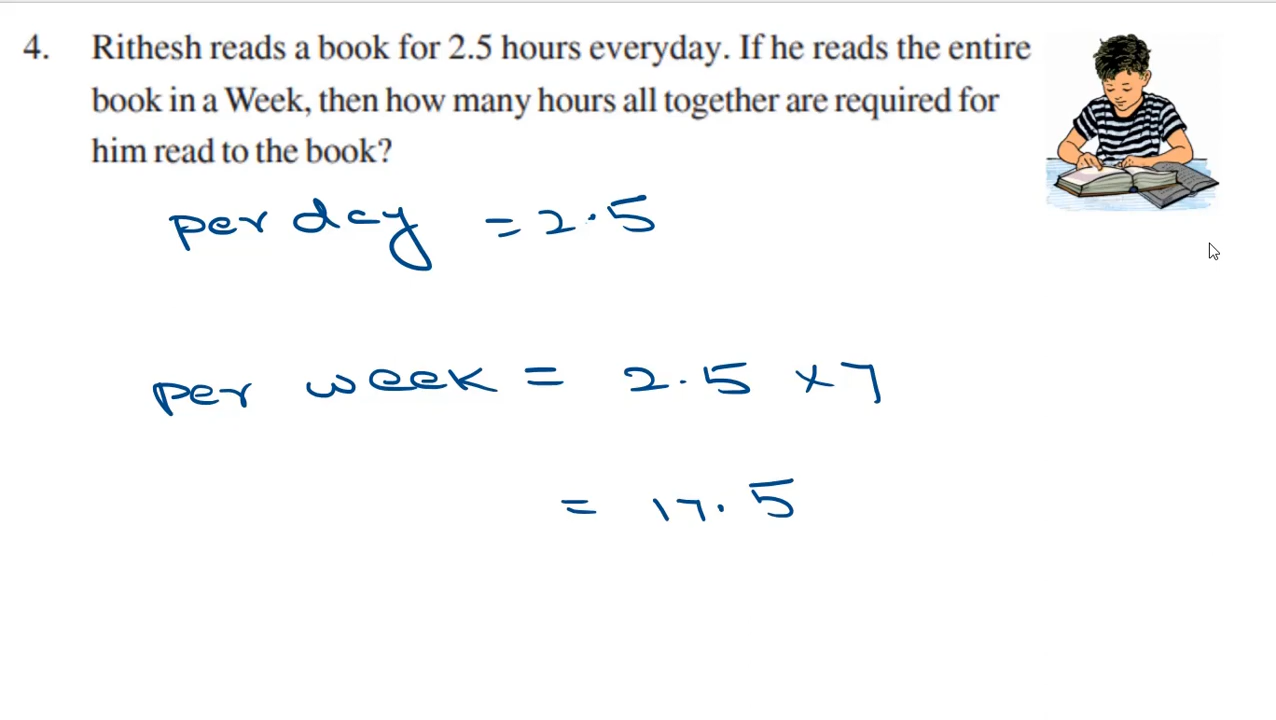 4. Rithesh reads a book for 2.5 hours everyday. If he reads the entire
book in a Week, then how many hours all together are required for
him read to the book?
per day = 2.5
per week = 2.5 × 7
= 17.5